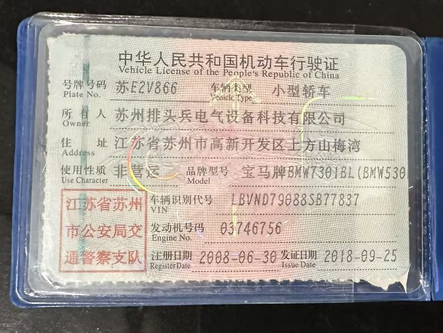 中华人民共和国机动车行驶证
Vehicle License of the People's Republic of China
号牌号码 苏E2V866 车辆类型 小型轿车
Plate No. Vehicle Type
所 有 人 苏州排头兵电气设备科技有限公司
Owner
住 址 江苏省苏州市高新开发区上方山梅湾
Address
使用性质 非营运 品牌型号 宝马牌BMW7301BL(BMW530
Use Character Model
江苏省苏州 车辆识别代号 LBVND79088SB77837
VIN
市公安局交 发动机号码 03746756
Engine No.
通警察支队 注册日期 2008-06-30 发证日期 2018-09-25
RegisterDate Issue Date